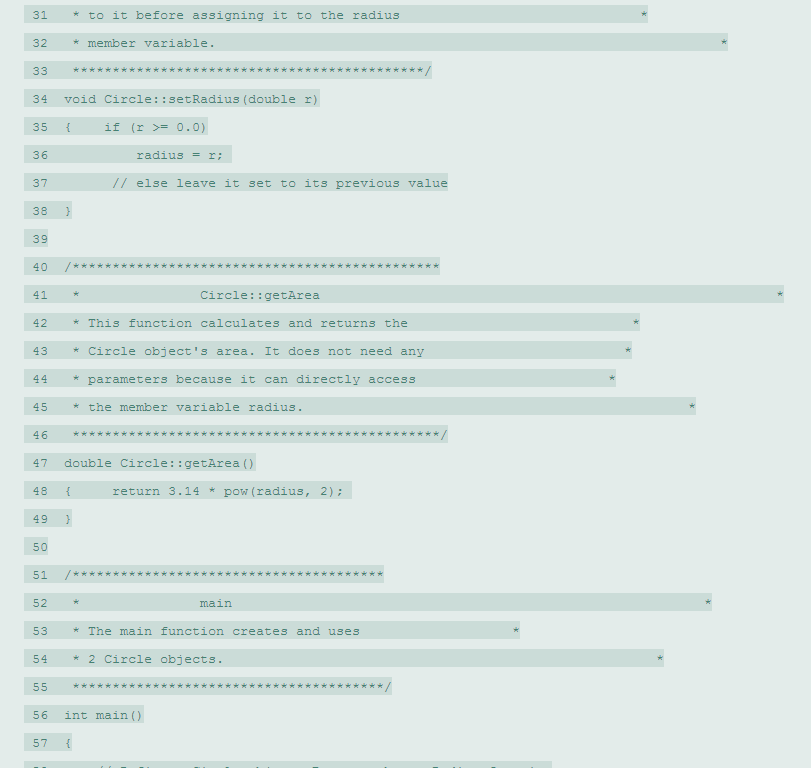 31   * to it before assigning it to the radius                              *
32   * member variable.                                                               *
33   ********************************************/
34  void Circle::setRadius(double r)
35  {    if (r >= 0.0)
36           radius = r;
37        // else leave it set to its previous value
38  }
39
40  /**********************************************
41   *               Circle::getArea                                                         *
42   * This function calculates and returns the                            *
43   * Circle object's area. It does not need any                         *
44   * parameters because it can directly access                        *
45   * the member variable radius.                                                *
46   **********************************************/
47  double Circle::getArea()
48  {     return 3.14 * pow(radius, 2);
49  }
50
51  /***************************************
52   *               main                                                           *
53   * The main function creates and uses                   *
54   * 2 Circle objects.                                                      *
55   ***************************************/
56  int main()
57  {